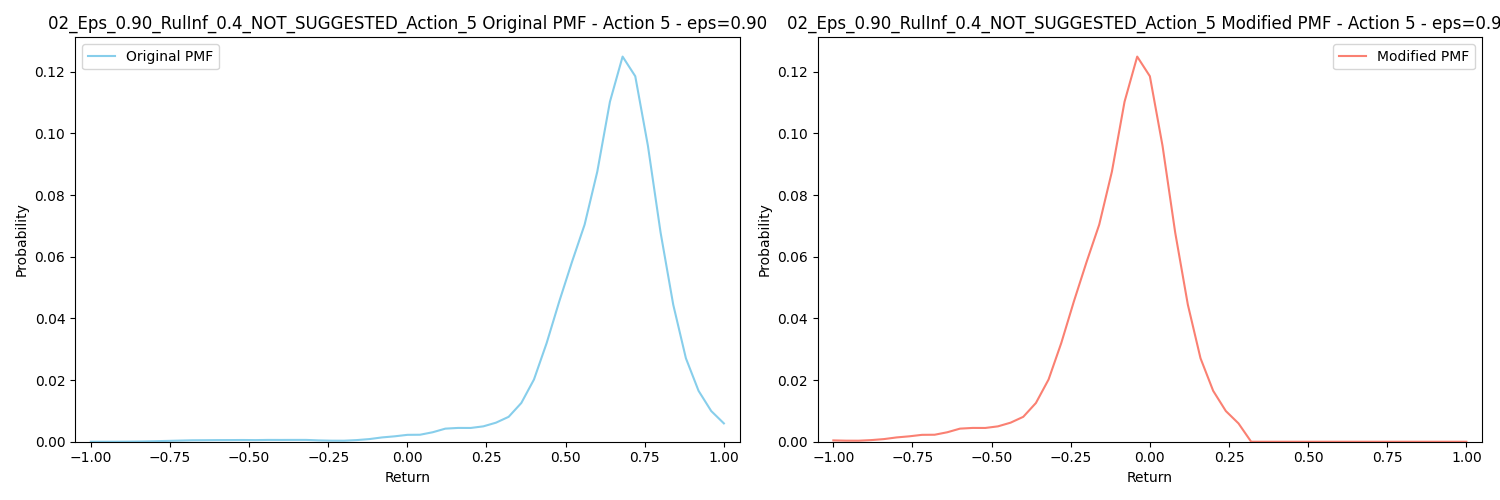 02_Eps_0.90_RulInf_0.4_NOT_SUGGESTED_Action_5 Original PMF - Action 5 - eps=0.90
Original PMF
0.12
0.10
0.08
0.06
0.04
0.02
0.00
Probability
−1.00 −0.75 −0.50 −0.25 0.00 0.25 0.50 0.75 1.00
Return
02_Eps_0.90_RulInf_0.4_NOT_SUGGESTED_Action_5 Modified PMF - Action 5 - eps=0.9
Modified PMF
0.12
0.10
0.08
0.06
0.04
0.02
0.00
Probability
−1.00 −0.75 −0.50 −0.25 0.00 0.25 0.50 0.75 1.00
Return